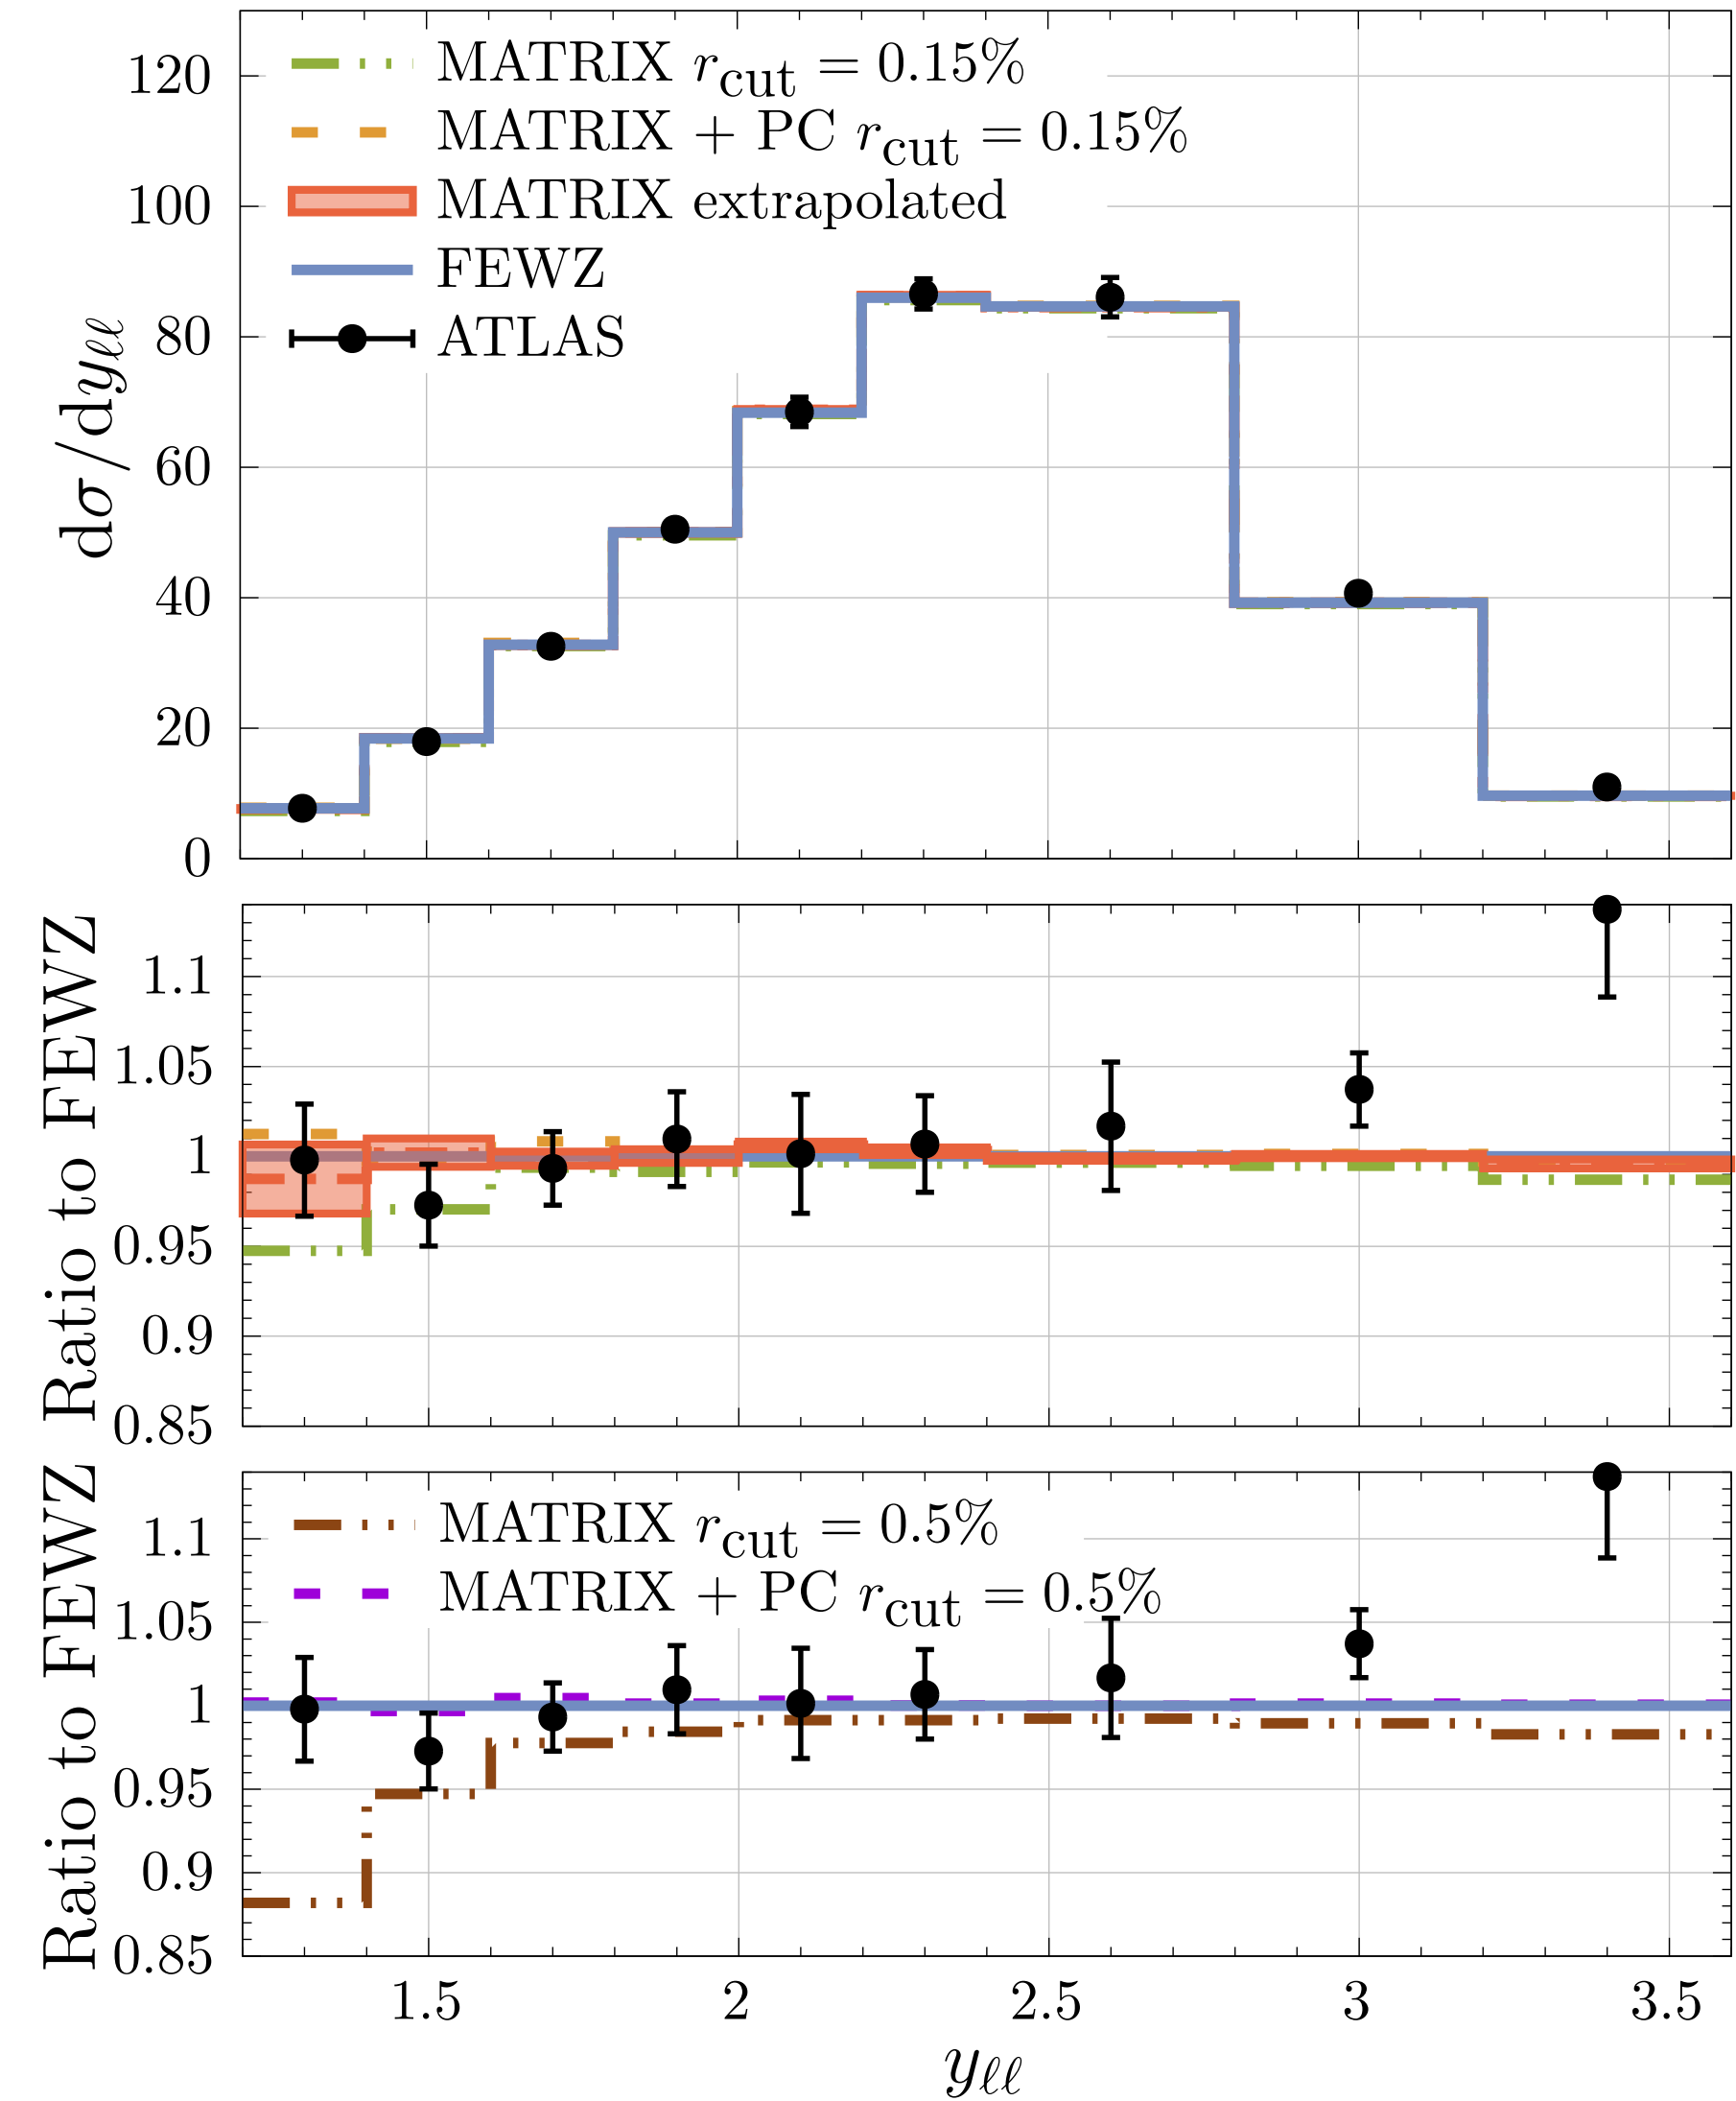 MATRIX r_cut = 0.15%
MATRIX + PC r_cut = 0.15%
MATRIX extrapolated
FEWZ
ATLAS
dσ/dy_ℓℓ
120
100
80
60
40
20
0
Ratio to FEWZ
1.1
1.05
1
0.95
0.9
0.85
Ratio to FEWZ
MATRIX r_cut = 0.5%
MATRIX + PC r_cut = 0.5%
1.1
1.05
1
0.95
0.9
0.85
1.5 2 2.5 3 3.5
y_ℓℓ